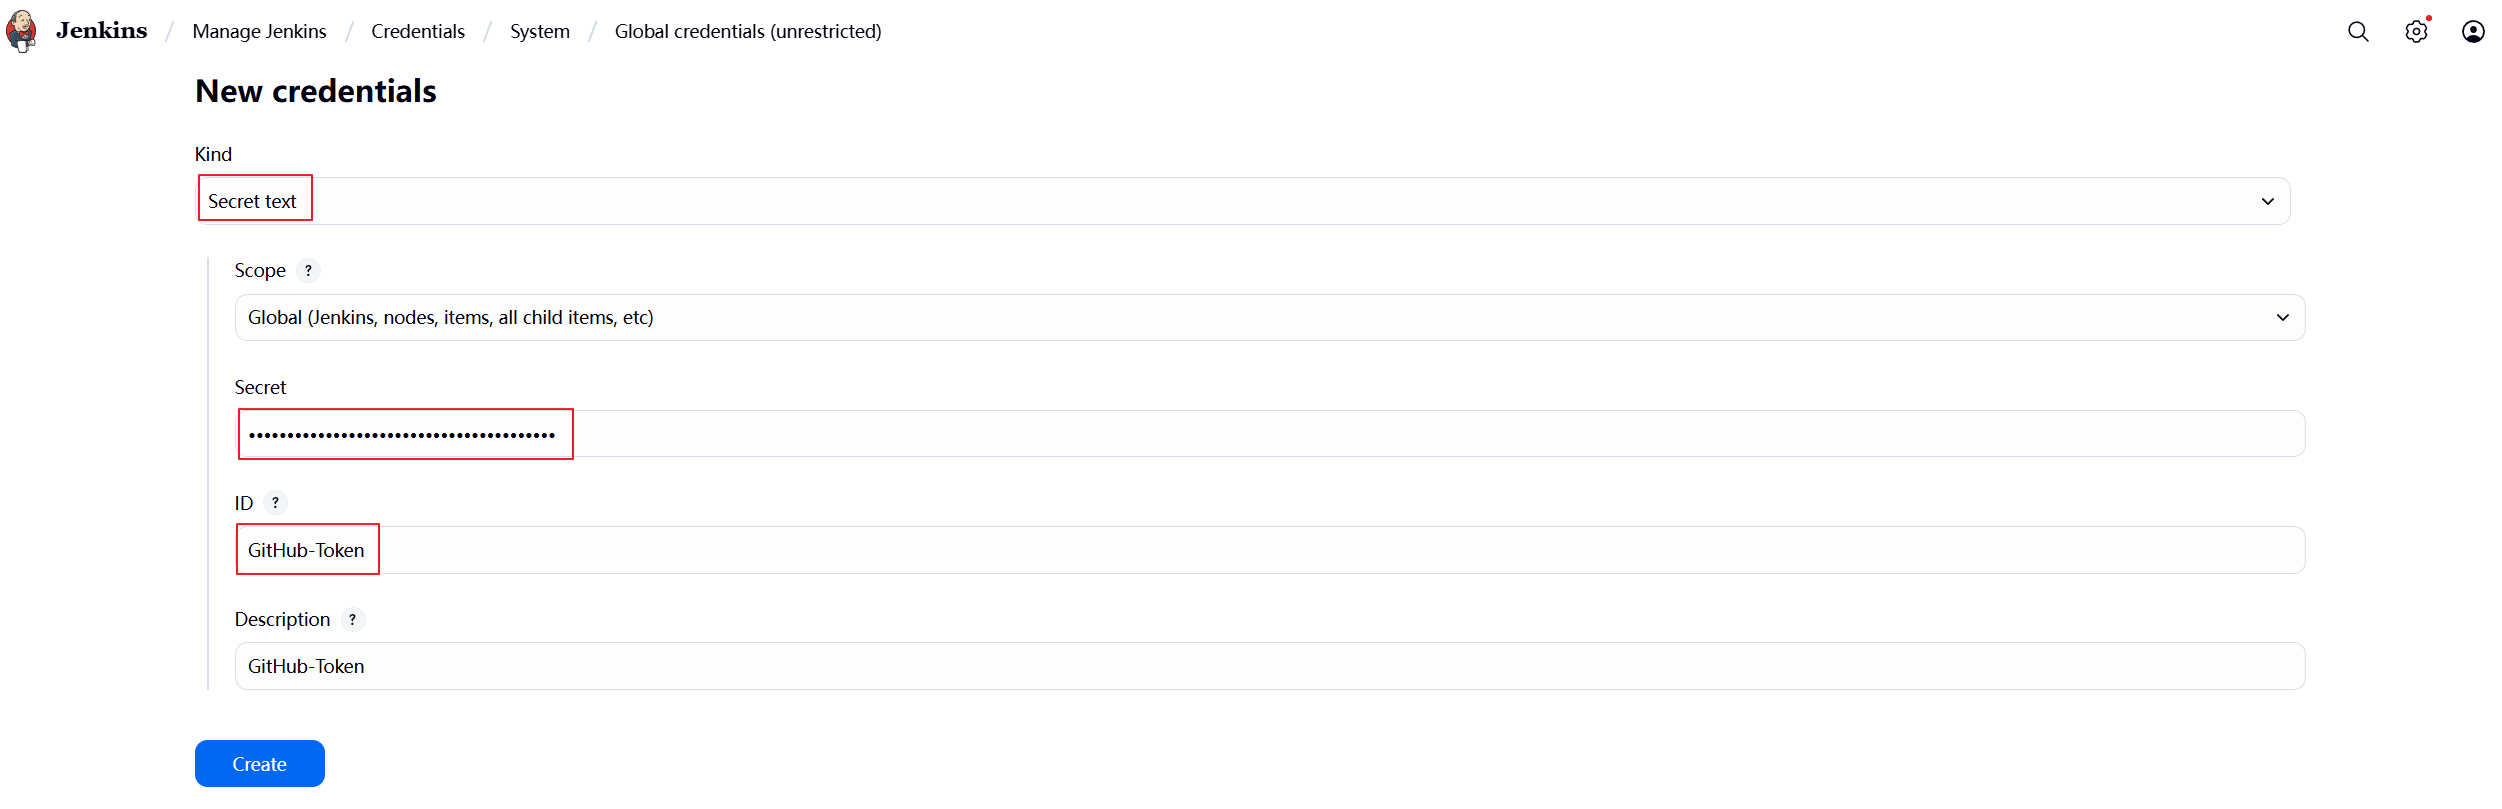 Jenkins / Manage Jenkins / Credentials / System / Global credentials (unrestricted)
New credentials
Kind
Secret text
Scope ?
Global (Jenkins, nodes, items, all child items, etc)
Secret
••••••••••••••••••••••••••••••••••••••••
ID ?
GitHub-Token
Description ?
GitHub-Token
Create